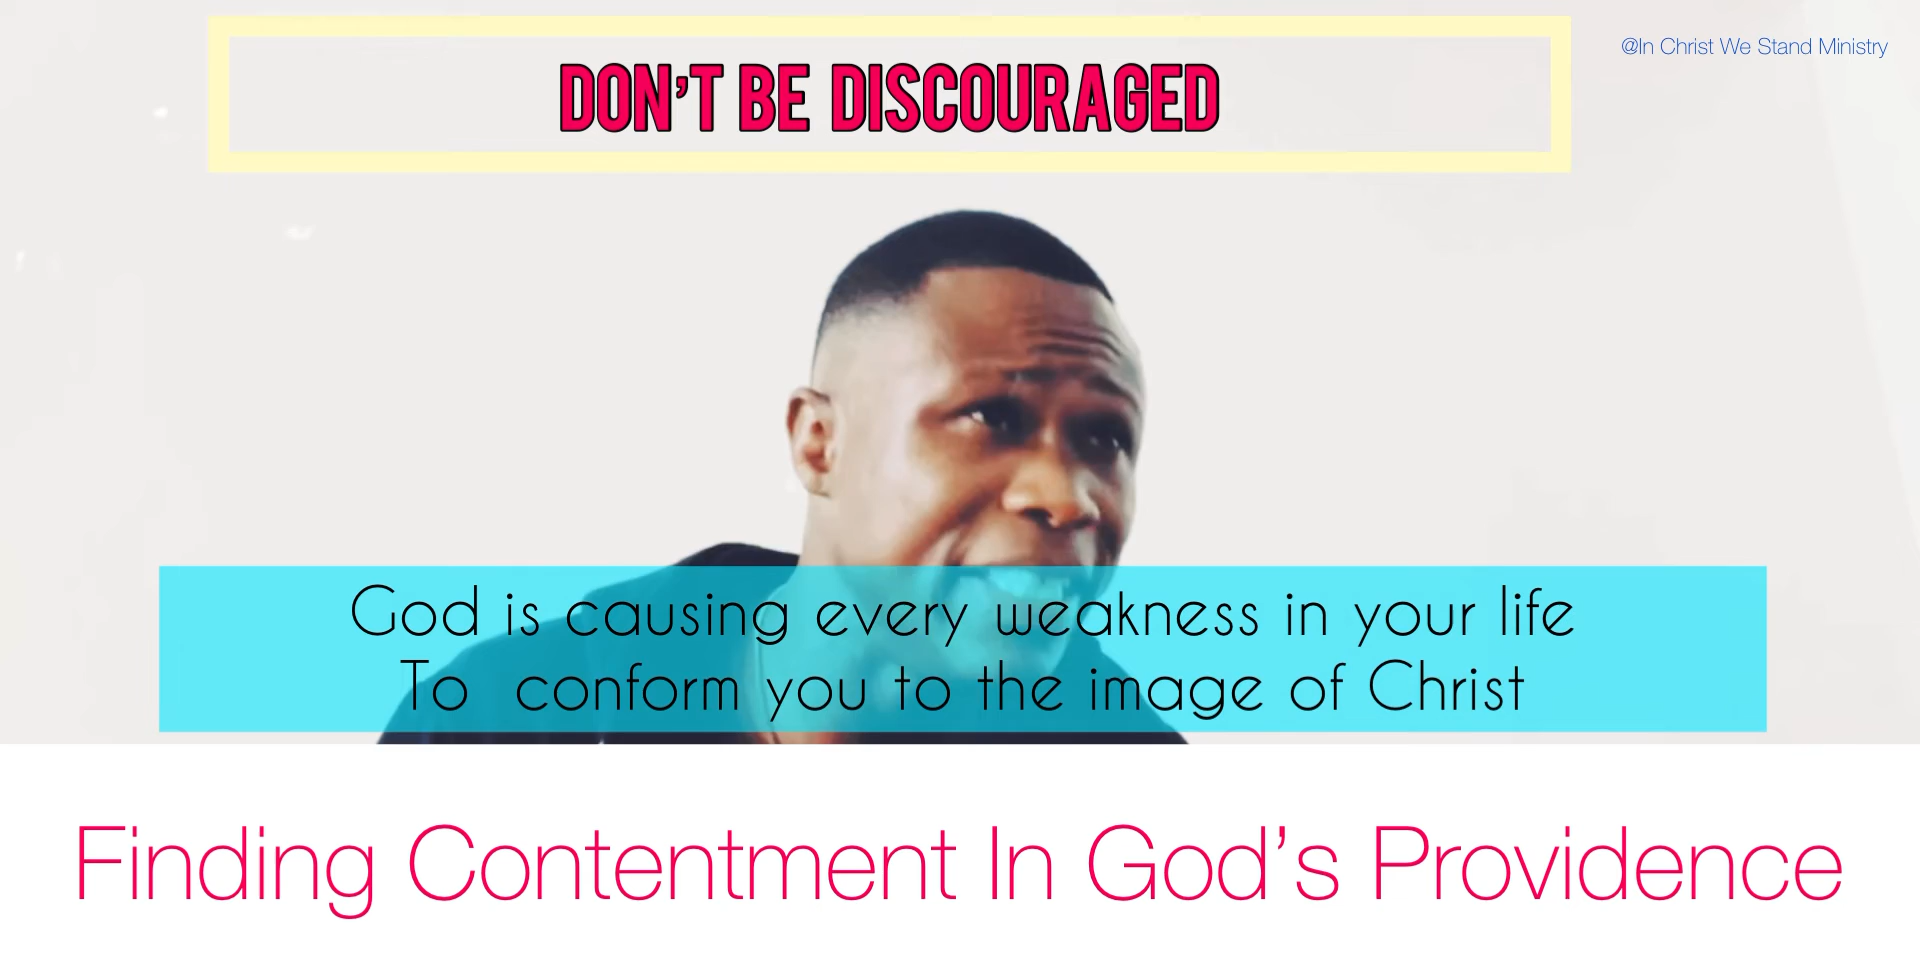 @In Christ We Stand Ministry
DON'T BE DISCOURAGED
God is causing every weakness in your life
To conform you to the image of Christ
Finding Contentment In God's Providence